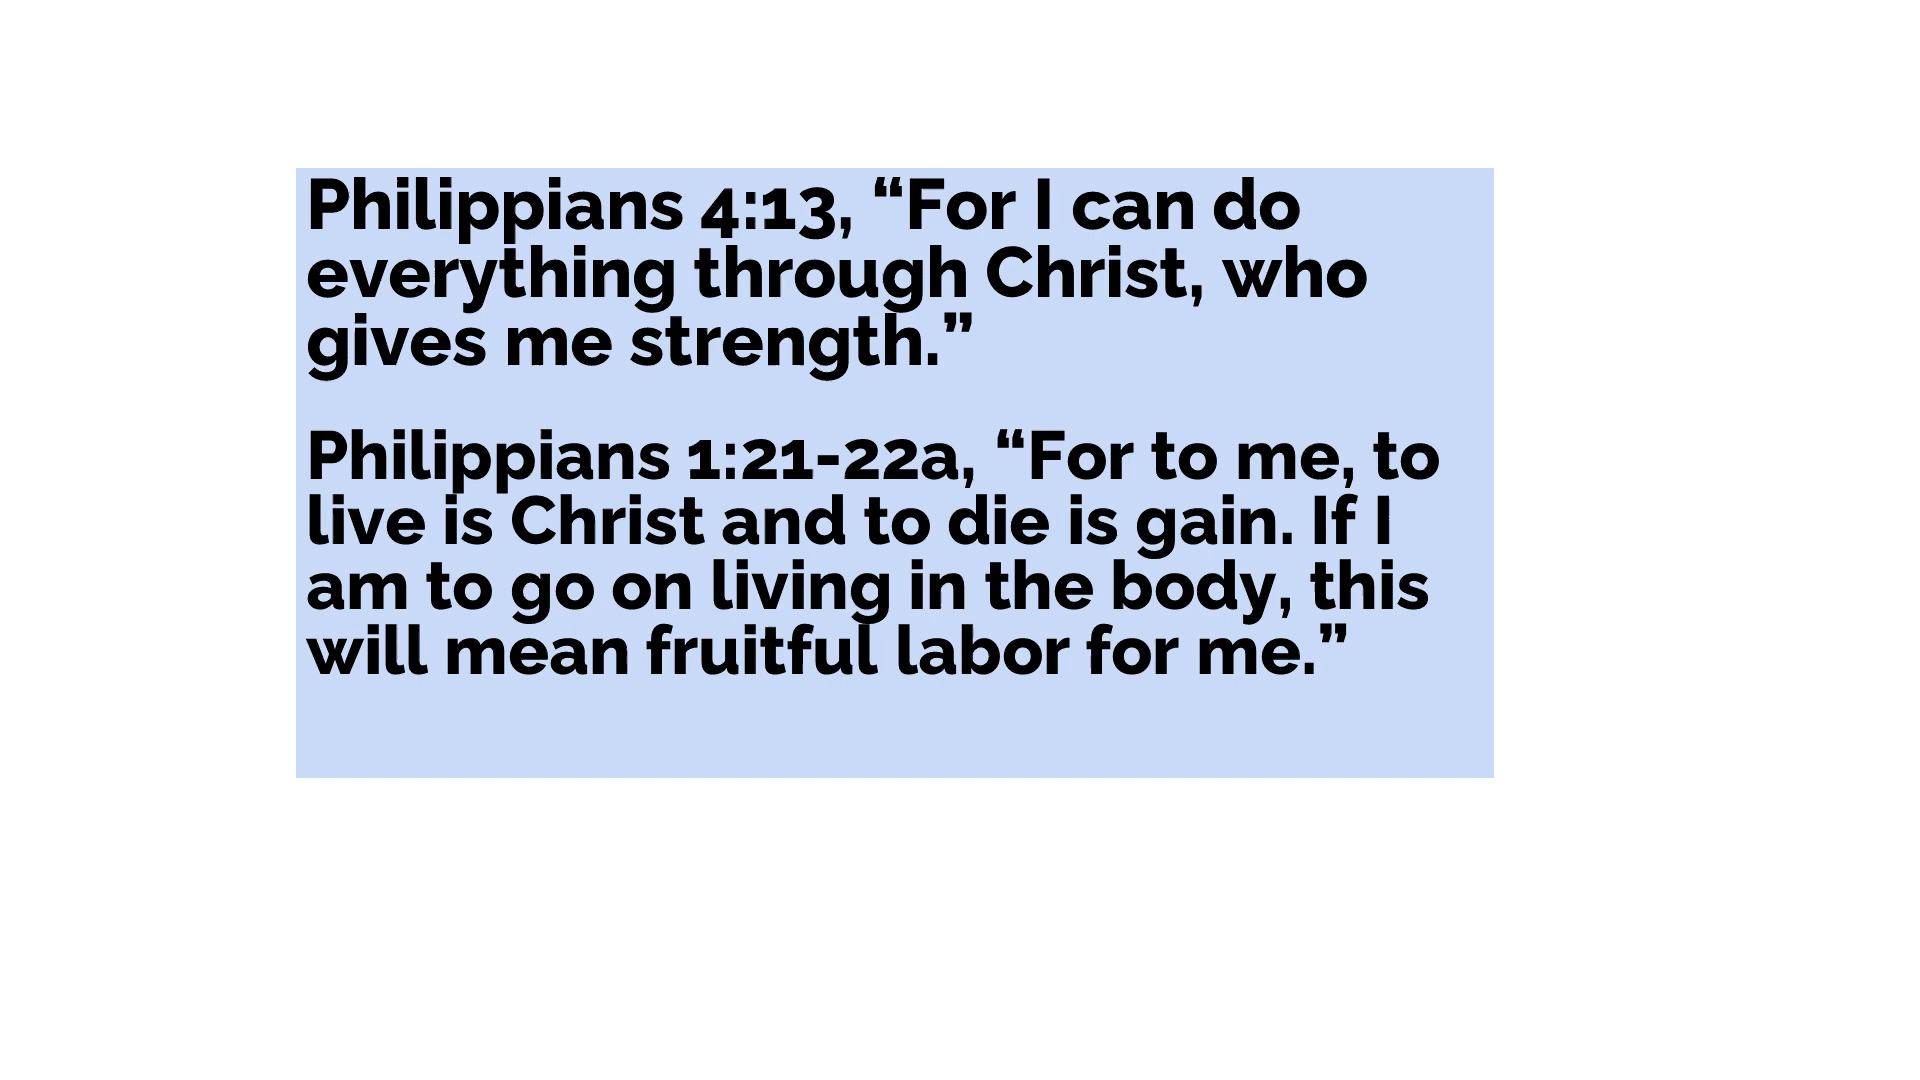 Philippians 4:13, “For I can do
everything through Christ, who
gives me strength.”
Philippians 1:21-22a, “For to me, to
live is Christ and to die is gain. If I
am to go on living in the body, this
will mean fruitful labor for me.”